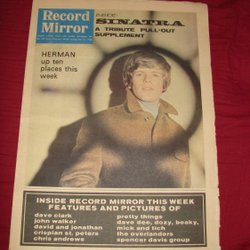 Record
Mirror
INSIDE:
SINATRA
A TRIBUTE PULL-OUT
SUPPLEMENT
HERMAN
up ten
places this
week
INSIDE RECORD MIRROR THIS WEEK
FEATURES AND PICTURES OF
dave clark
john walker
david and jonathan
crispian st. peters
chris andrews
pretty things
dave dee, dozy, beaky,
mick and tich
the overlanders
spencer davis group